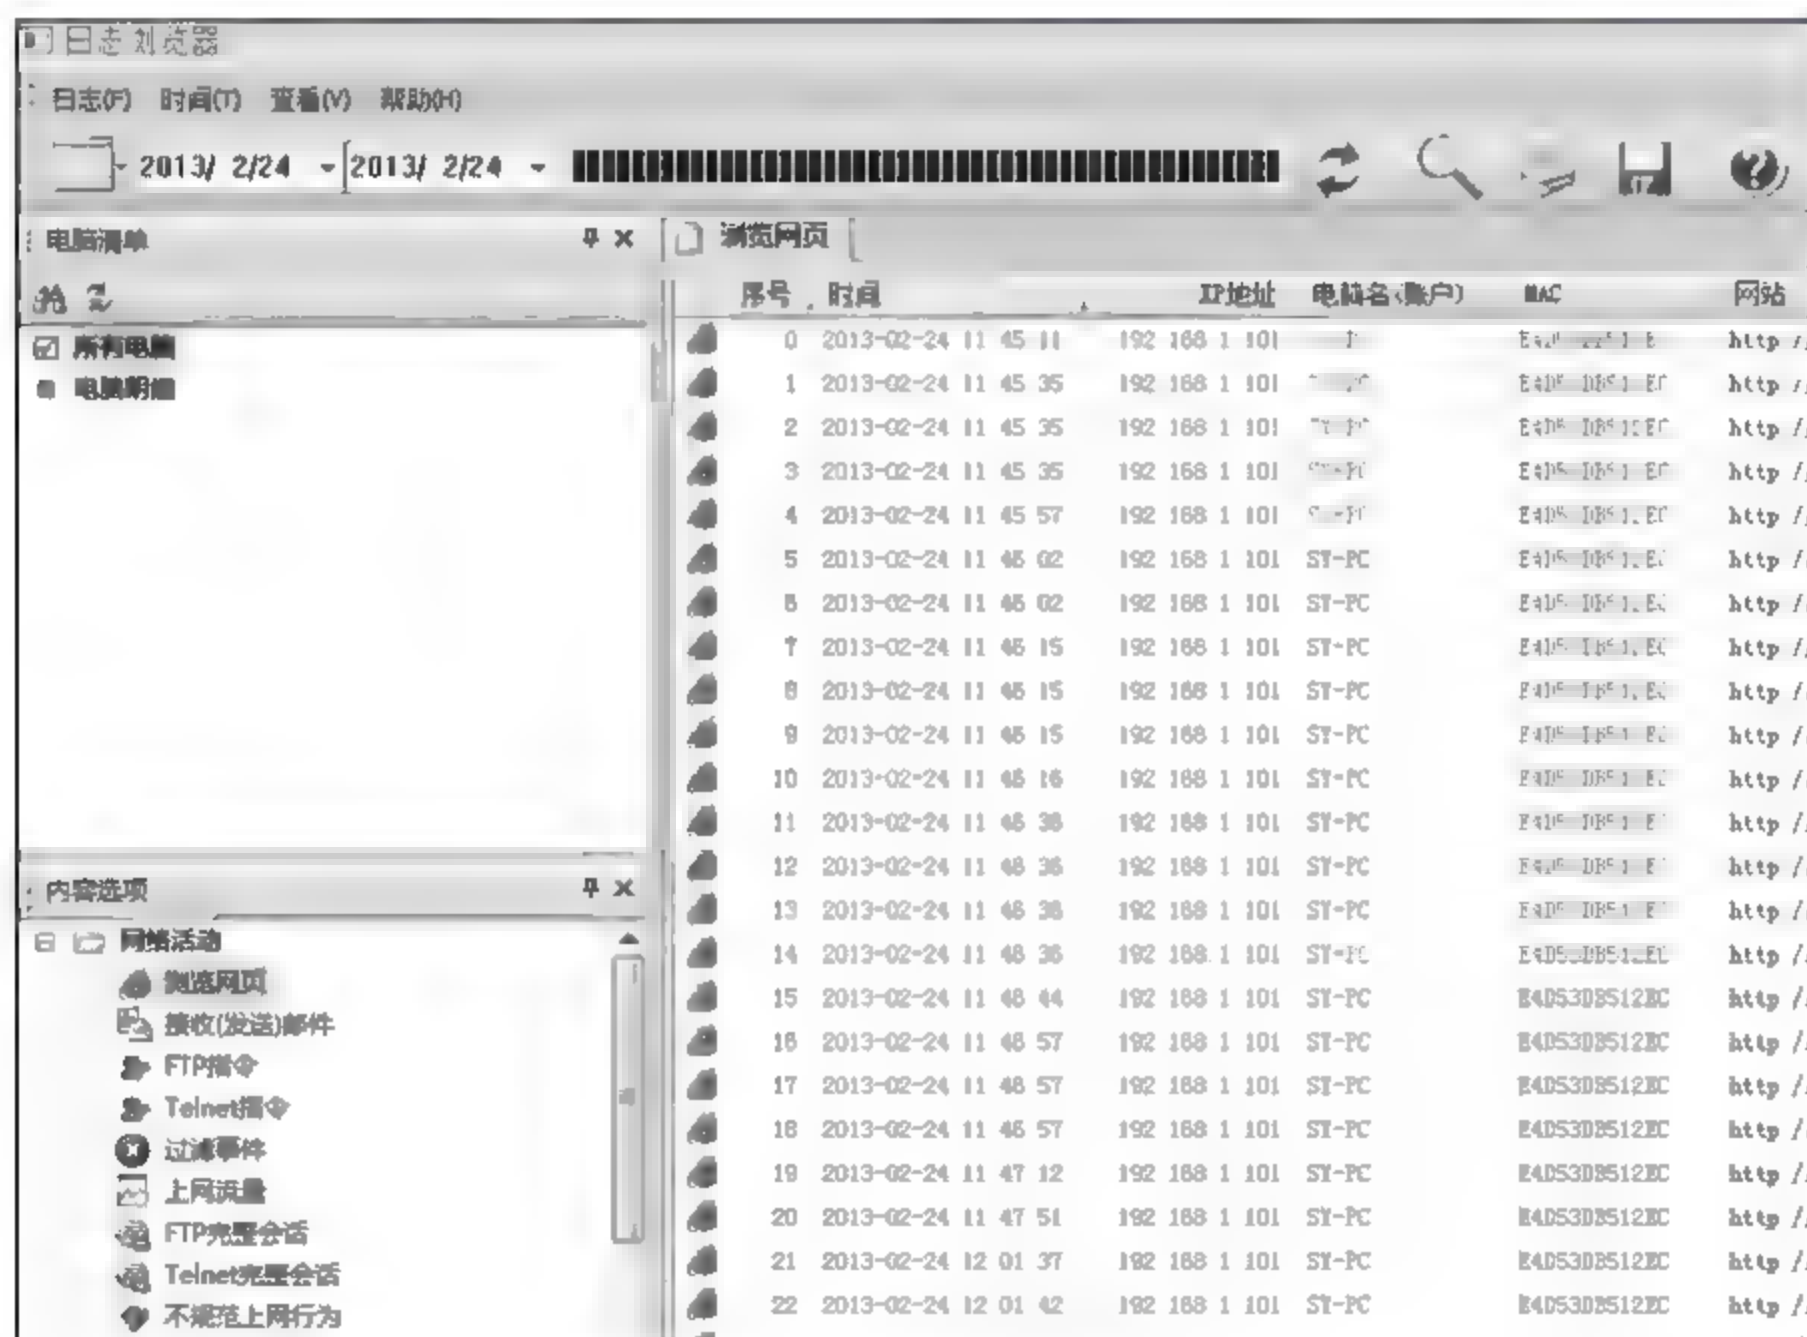 日志浏览器
日志(F) 时间(T) 查看(V) 帮助(H)
2013/ 2/24 2013/ 2/24
电脑清单
所有电脑
电脑明细
内容选项
网络活动
浏览网页
接收(发送)邮件
FTP指令
Telnet指令
过滤事件
上网流量
FTP完整会话
Telnet完整会话
不规范上网行为
浏览网页
序号 时间 IP地址 电脑名(账户) MAC 网站
0 2013-02-24 11 45 11 192 168 1 101 http /
1 2013-02-24 11 45 35 192 168 1 101 http /
2 2013-02-24 11 45 35 192 168 1 101 http /
3 2013-02-24 11 45 35 192 168 1 101 http /
4 2013-02-24 11 45 57 192 168 1 101 http /
5 2013-02-24 11 46 02 192 168 1 101 SY-PC http /
6 2013-02-24 11 46 02 192 168 1 101 SY-PC http /
7 2013-02-24 11 46 15 192 168 1 101 SY-PC http /
8 2013-02-24 11 46 15 192 168 1 101 SY-PC http /
9 2013-02-24 11 46 15 192 168 1 101 SY-PC http /
10 2013-02-24 11 46 16 192 168 1 101 SY-PC http /
11 2013-02-24 11 46 36 192 168 1 101 SY-PC http /
12 2013-02-24 11 46 36 192 168 1 101 SY-PC http /
13 2013-02-24 11 46 36 192 168 1 101 SY-PC http /
14 2013-02-24 11 46 36 192 168 1 101 SY-PC http /
15 2013-02-24 11 46 44 192 168 1 101 SY-PC E4D53DB512EC http /
16 2013-02-24 11 46 57 192 168 1 101 SY-PC E4D53DB512EC http /
17 2013-02-24 11 46 57 192 168 1 101 SY-PC E4D53DB512EC http /
18 2013-02-24 11 46 57 192 168 1 101 SY-PC E4D53DB512EC http /
19 2013-02-24 11 47 12 192 168 1 101 SY-PC E4D53DB512EC http /
20 2013-02-24 11 47 51 192 168 1 101 SY-PC E4D53DB512EC http /
21 2013-02-24 12 01 37 192 168 1 101 SY-PC E4D53DB512EC http /
22 2013-02-24 12 01 42 192 168 1 101 SY-PC E4D53DB512EC http /